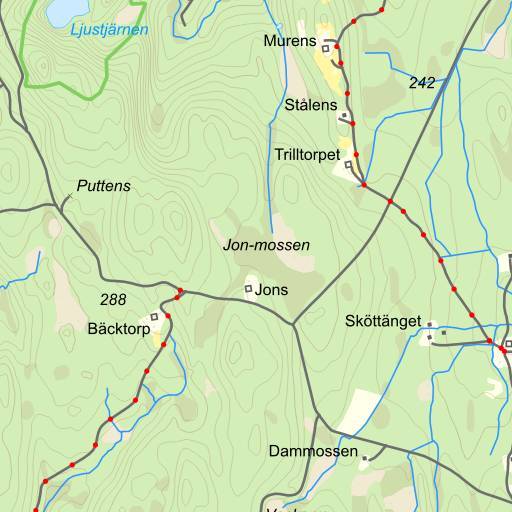 Ljustjärnen
Murens
242
Stålens
Trilltorpet
Puttens
Jon-mossen
Jons
288
Bäcktorp
Sköttänget
Dammossen